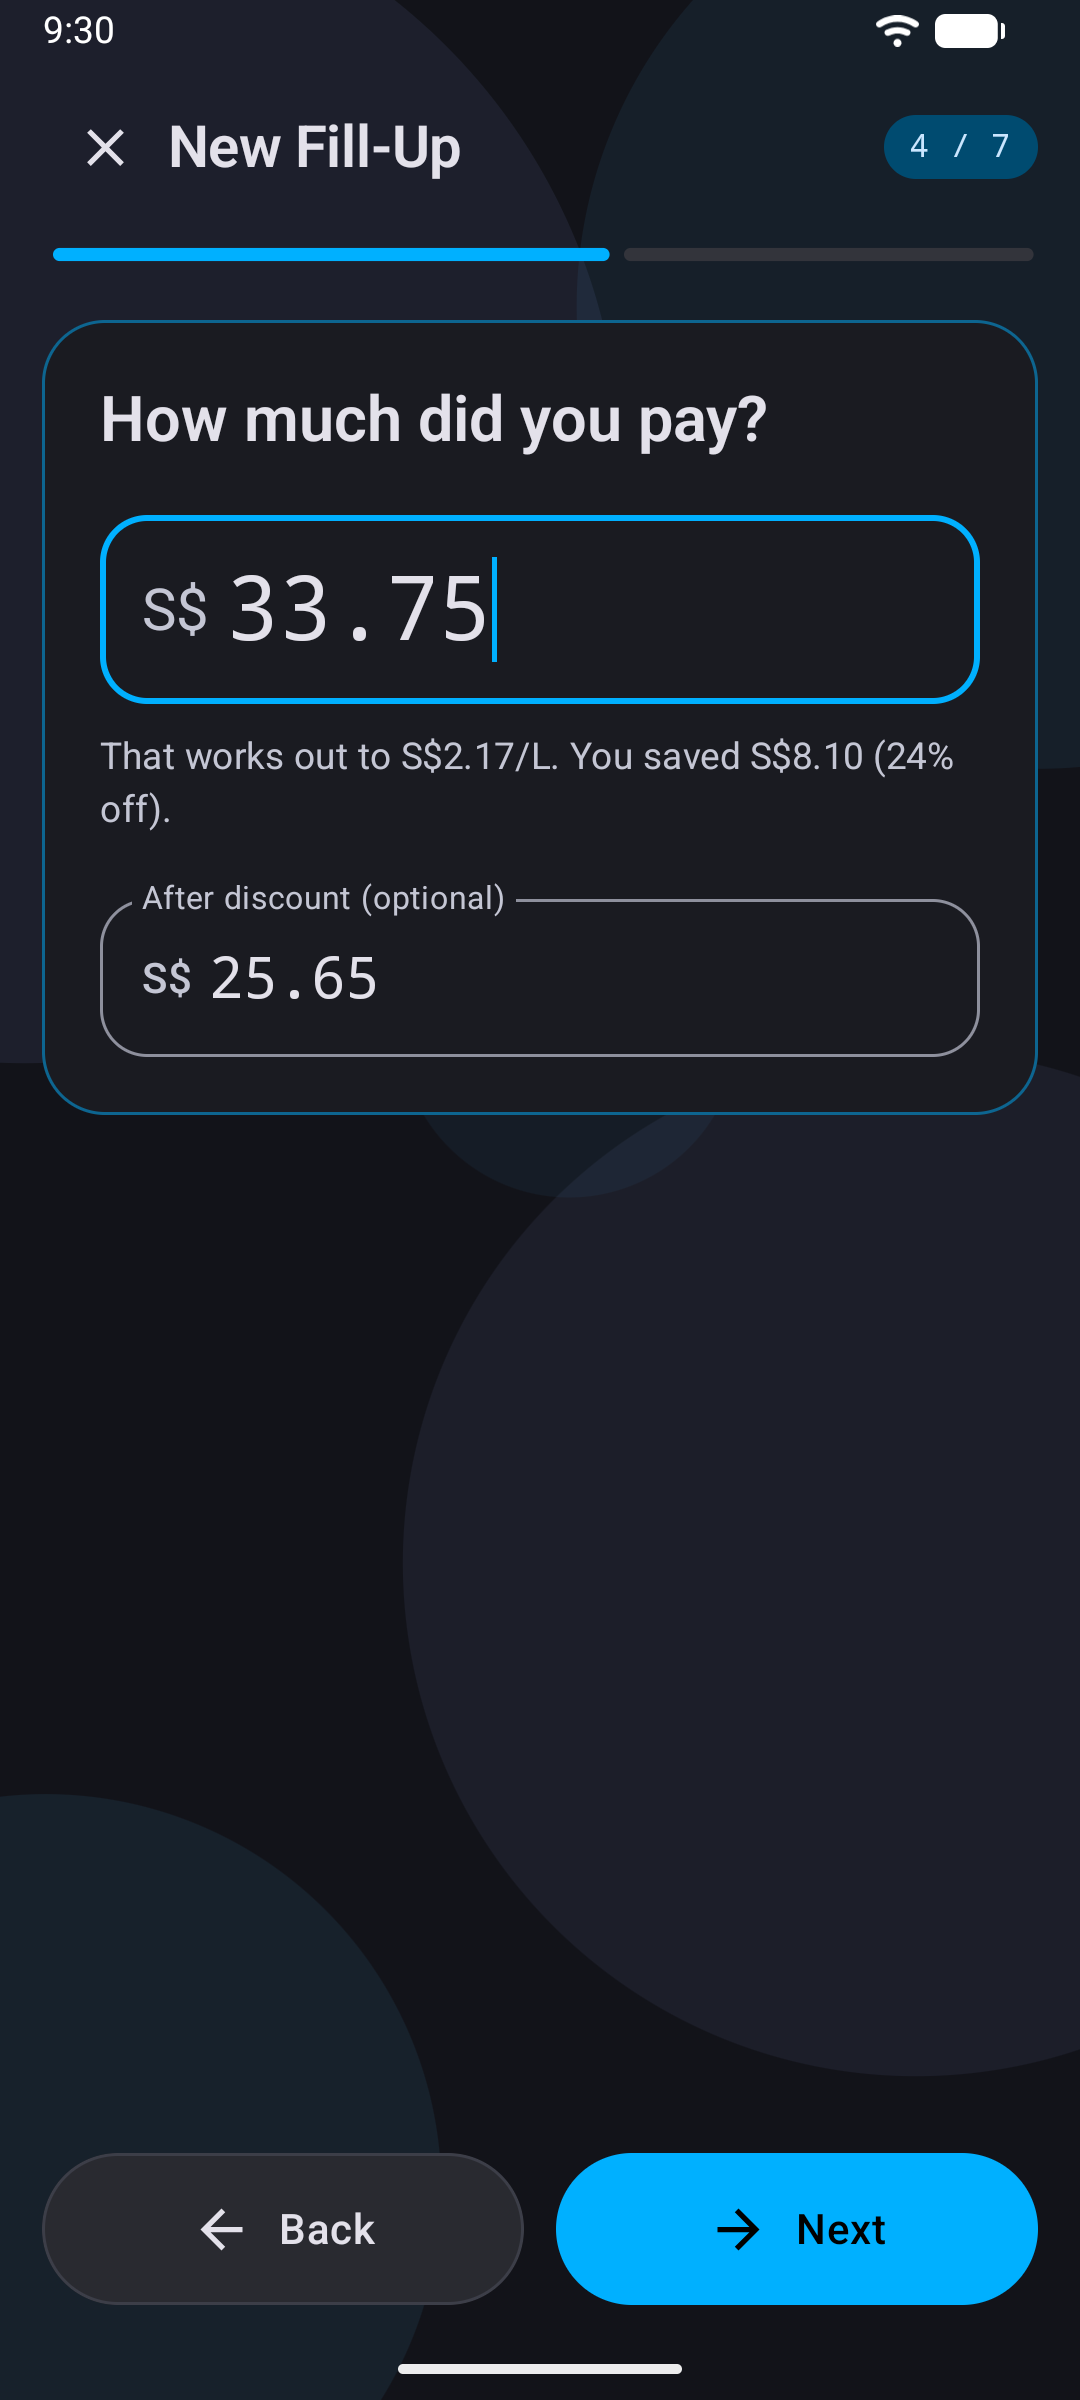 9:30
New Fill-Up
4 / 7
How much did you pay?
S$ 33.75
That works out to S$2.17/L. You saved S$8.10 (24%
off).
After discount (optional)
S$ 25.65
Back
Next